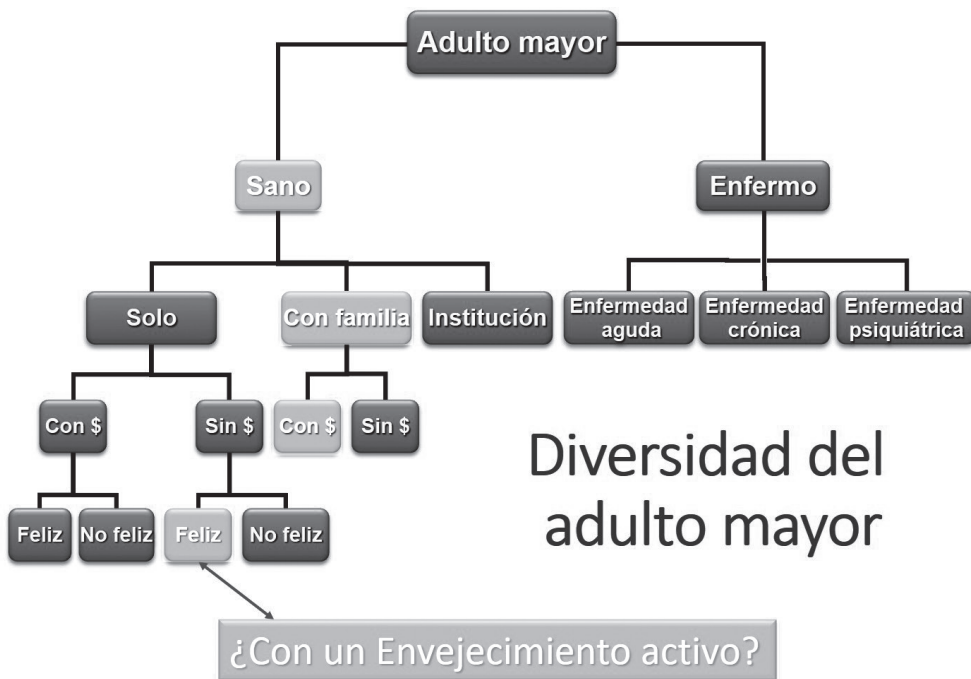 Adulto mayor
Sano
Enfermo
Solo
Con familia
Institución
Enfermedad
aguda
Enfermedad
crónica
Enfermedad
psiquiátrica
Con $
Sin $
Con $
Sin $
Feliz
No feliz
Feliz
No feliz
Diversidad del
adulto mayor
¿Con un Envejecimiento activo?